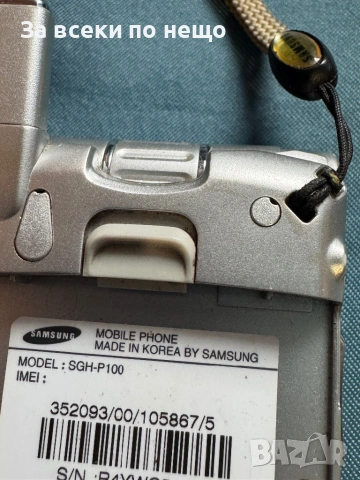 За всеки по нещо
SAMSUNG
MOBILE PHONE
MADE IN KOREA BY SAMSUNG
MODEL : SGH-P100
IMEI :
352093/00/105867/5
S/N :
BAZAR